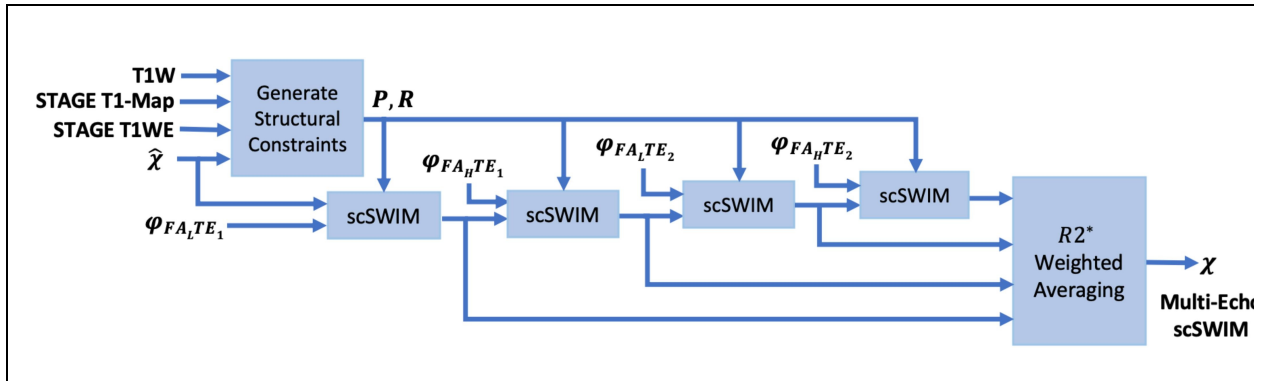 T1W
STAGE T1-Map
STAGE T1WE
χ̂
Generate
Structural
Constraints
P, R
φ_{FA_L TE_1}
scSWIM
φ_{FA_H TE_1}
scSWIM
φ_{FA_L TE_2}
scSWIM
φ_{FA_H TE_2}
scSWIM
R2*
Weighted
Averaging
χ
Multi-Echo
scSWIM